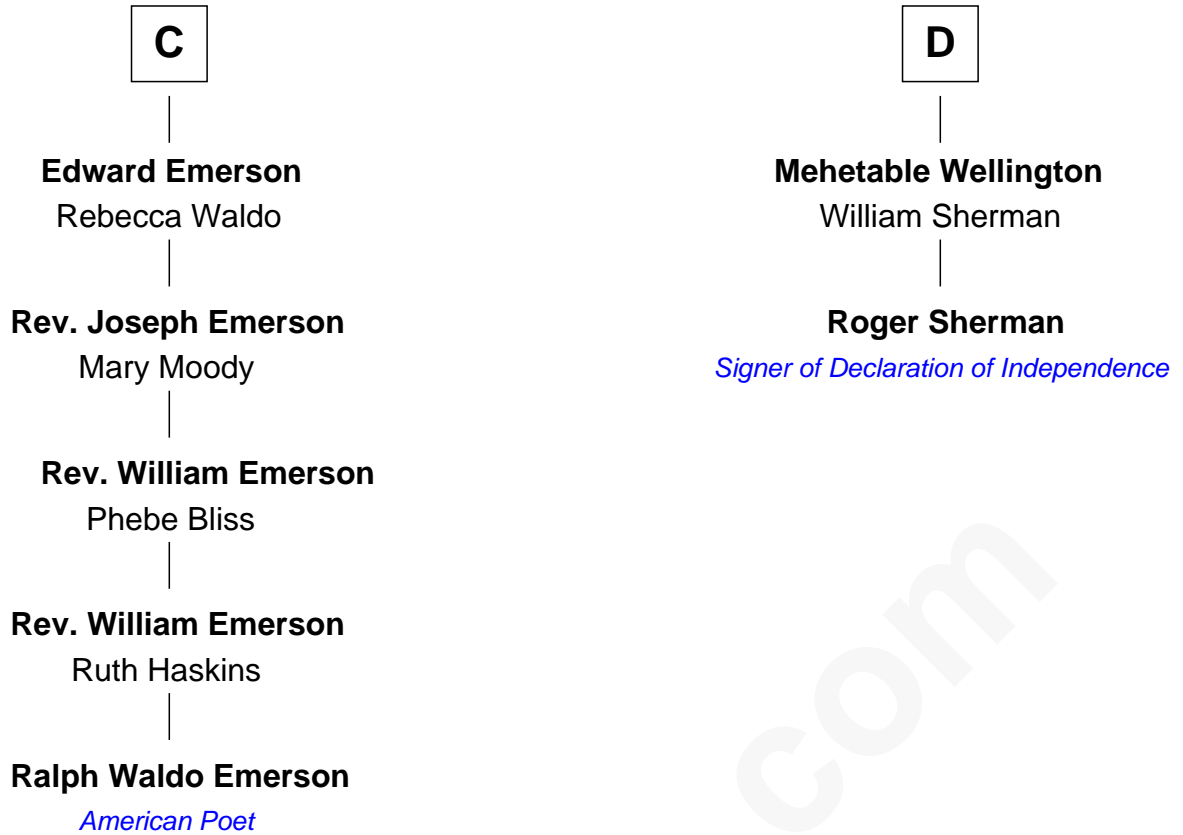 C
Edward Emerson
Rebecca Waldo
Rev. Joseph Emerson
Mary Moody
Rev. William Emerson
Phebe Bliss
Rev. William Emerson
Ruth Haskins
Ralph Waldo Emerson
American Poet
D
Mehetable Wellington
William Sherman
Roger Sherman
Signer of Declaration of Independence
com